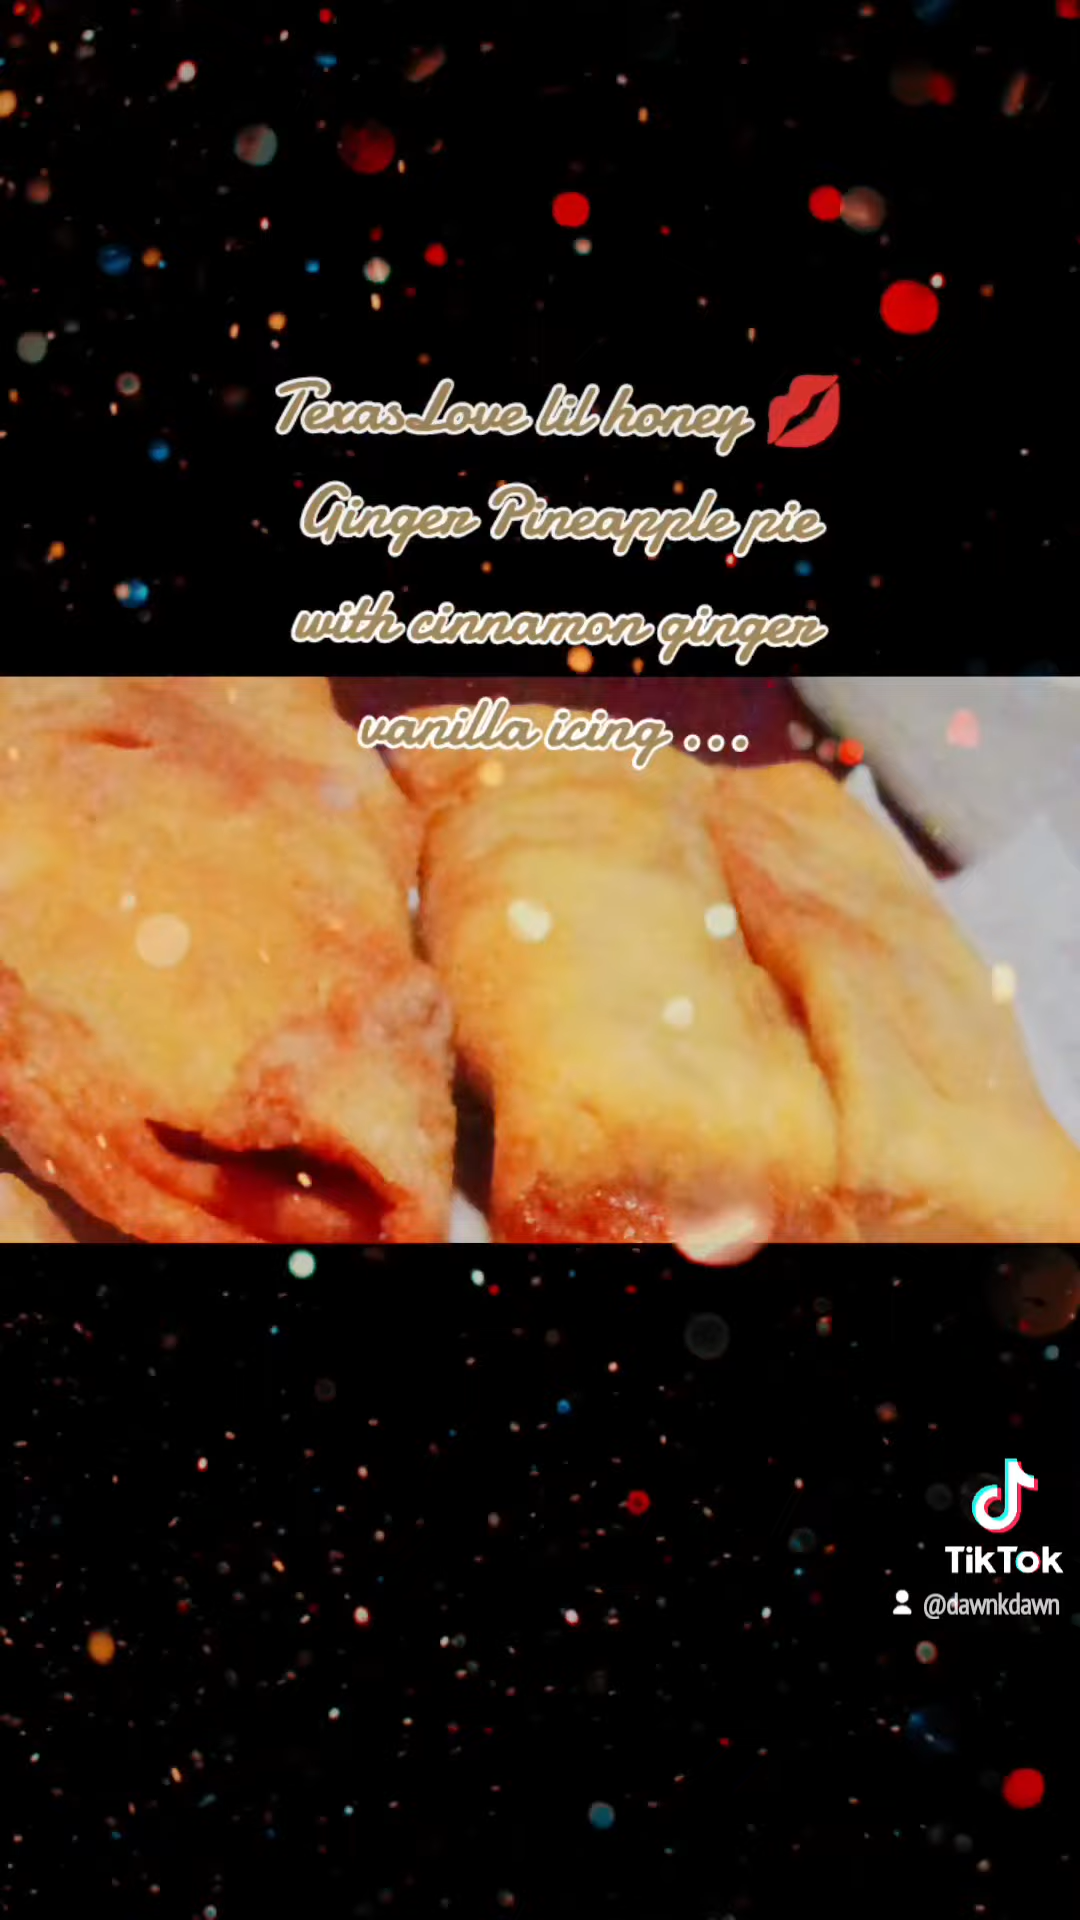 TexasLove lil honey 💋
Ginger Pineapple pie
with cinnamon ginger
vanilla icing ...
TikTok
@dawnkdawn